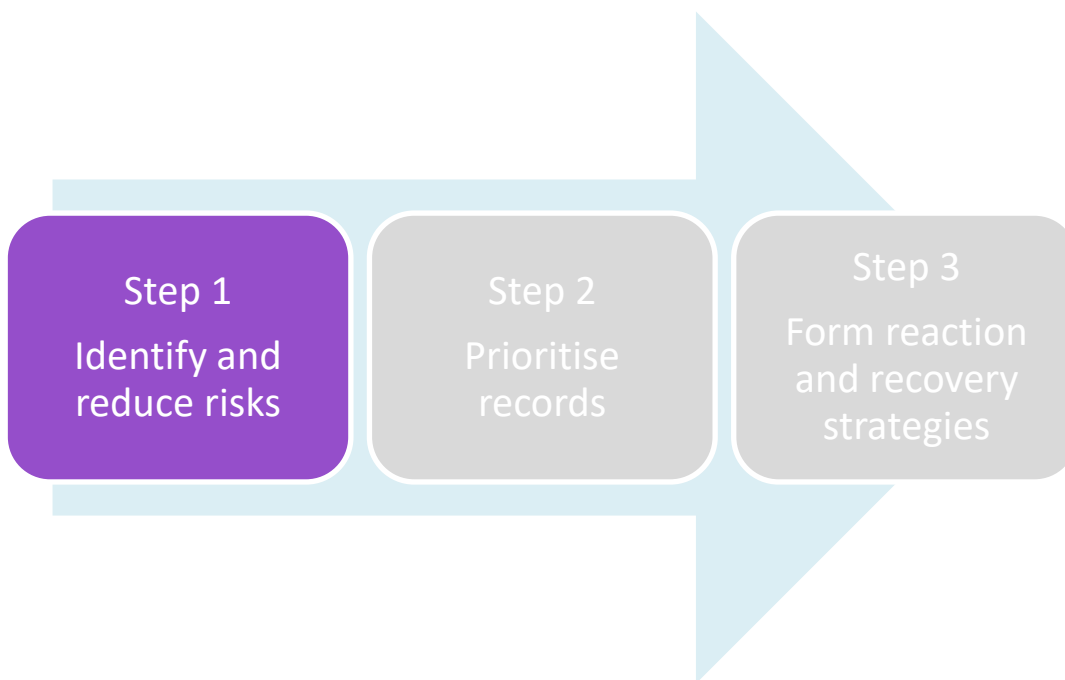 Step 1
Identify and
reduce risks
Step 2
Prioritise
records
Step 3
Form reaction
and recovery
strategies